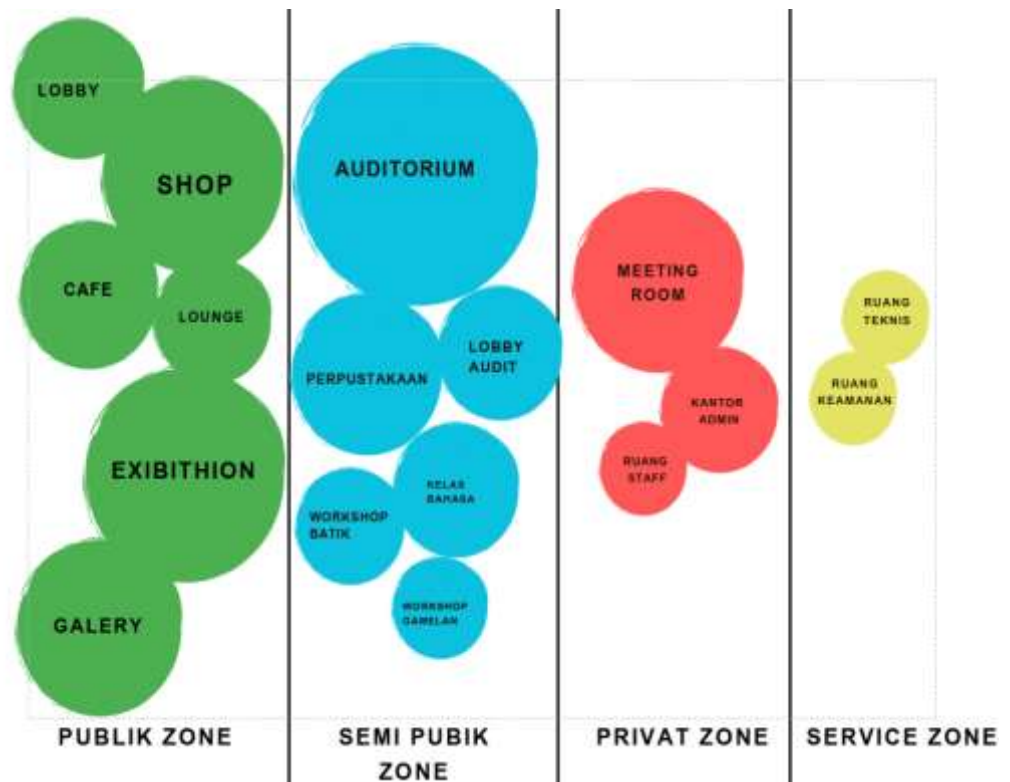 LOBBY
SHOP
CAFE
LOUNGE
EXIBITHION
GALERY
PUBLIK ZONE
AUDITORIUM
PERPUSTAKAAN
LOBBY
AUDIT
KELAS
BAHASA
WORKSHOP
BATIK
WORKSHOP
GAMELAN
SEMI PUBIK
ZONE
MEETING
ROOM
KANTOR
ADMIN
RUANG
STAFF
PRIVAT ZONE
RUANG
TEKNIS
RUANG
KEAMANAN
SERVICE ZONE